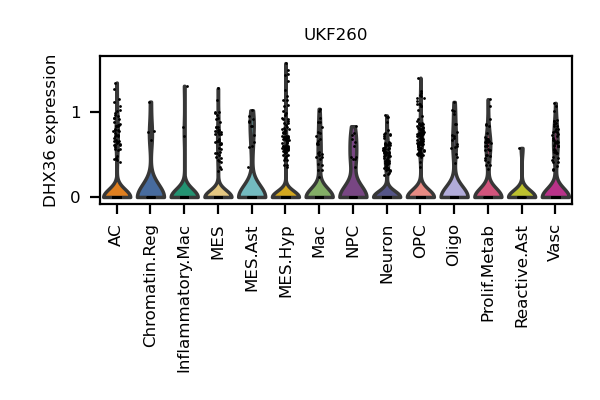 UKF260
DHX36 expression
1
0
AC
Chromatin.Reg
Inflammatory.Mac
MES
MES.Ast
MES.Hyp
Mac
NPC
Neuron
OPC
Oligo
Prolif.Metab
Reactive.Ast
Vasc